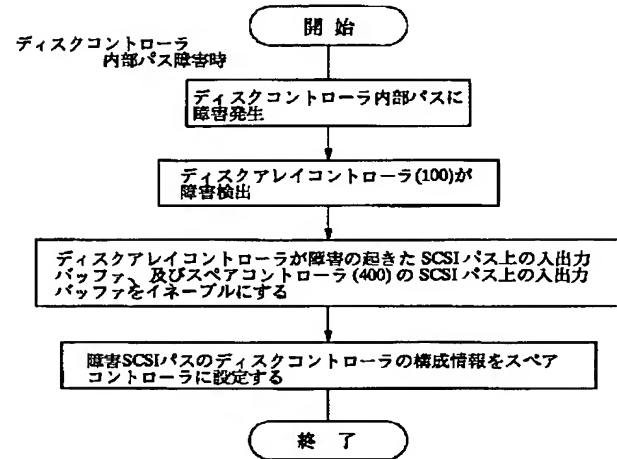 開 始
ディスクコントローラ
内部パス障害時
ディスクコントローラ内部パスに
障害発生
ディスクアレイコントローラ(100)が
障害検出
ディスクアレイコントローラが障害の起きた SCSI パス上の入出力
バッファ、及びスペアコントローラ(400) の SCSI パス上の入出力
バッファをイネーブルにする
障害SCSIパスのディスクコントローラの構成情報をスペア
コントローラに設定する
終 了